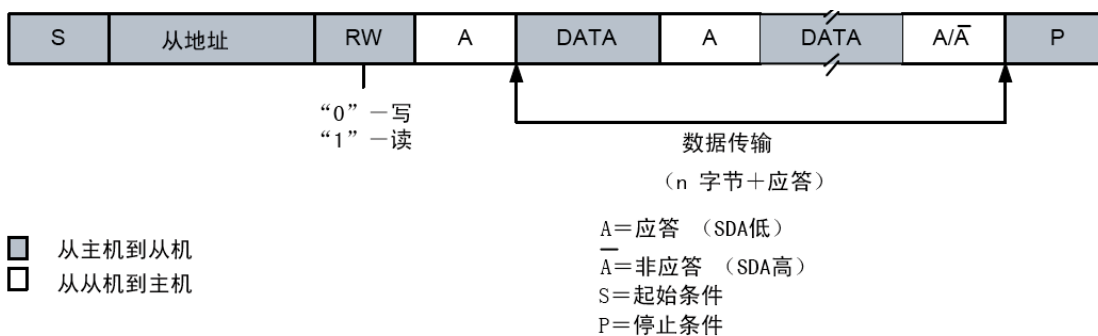 S 从地址 RW A DATA A DATA A/A̅ P
“0”－写
“1”－读
数据传输
（n 字节＋应答）
从主机到从机
从从机到主机
A＝应答 （SDA低）
A̅＝非应答 （SDA高）
S＝起始条件
P＝停止条件